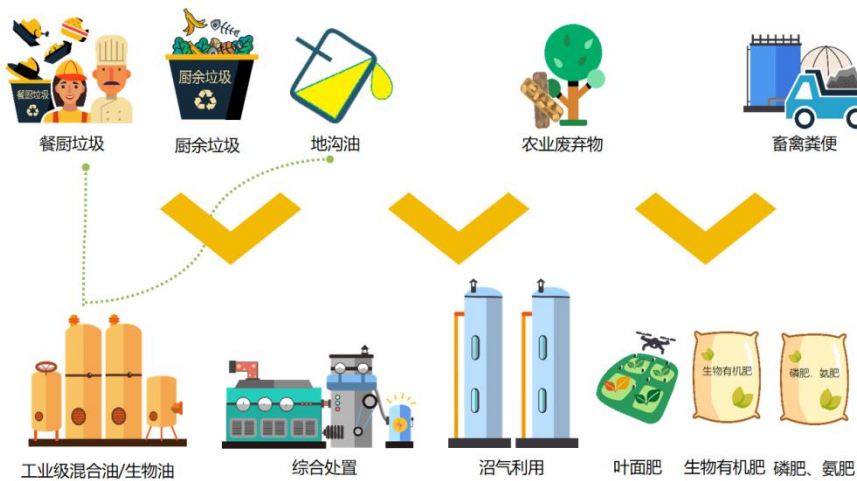 餐厨垃圾
厨余垃圾
餐厨垃圾
厨余垃圾
地沟油
农业废弃物
畜禽粪便
生物有机肥
磷肥、氨肥
工业级混合油/生物油
综合处置
沼气利用
叶面肥
生物有机肥
磷肥、氨肥